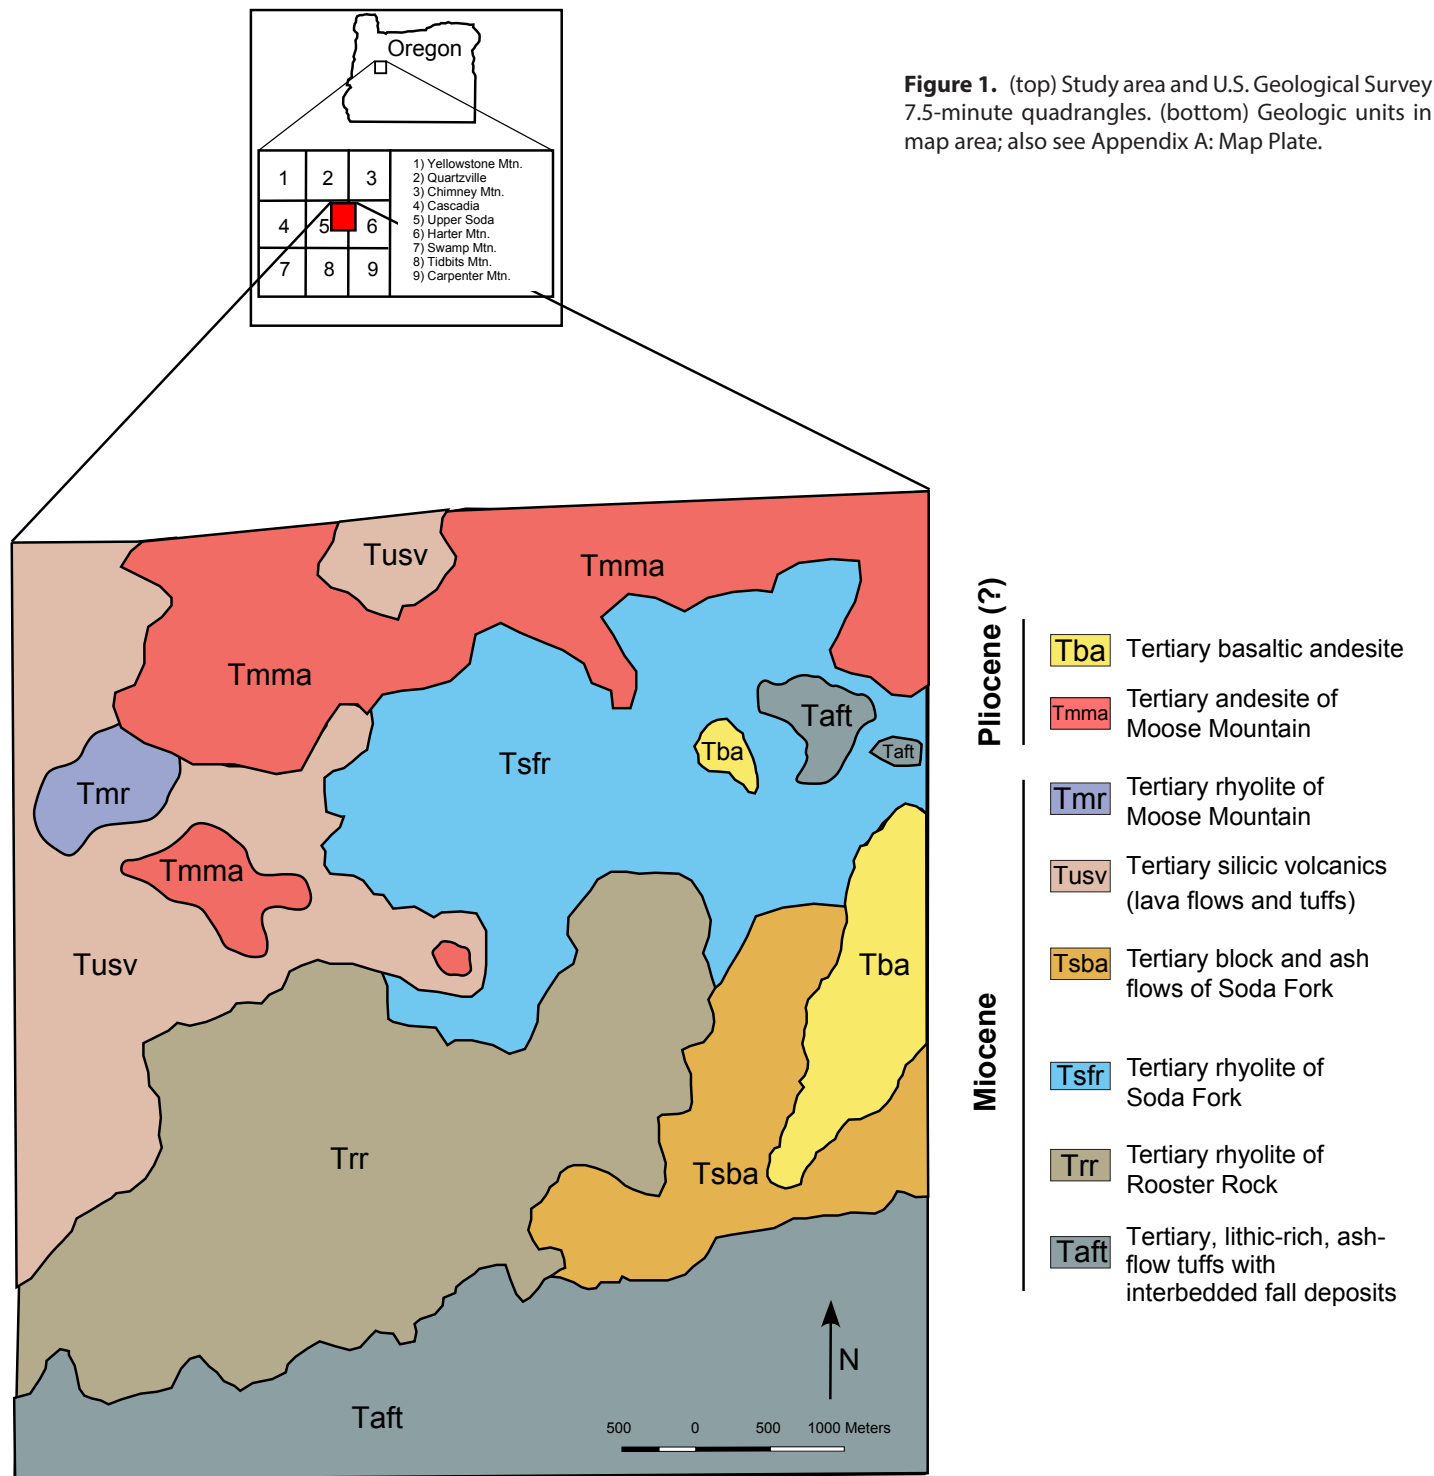 Oregon
Figure 1. (top) Study area and U.S. Geological Survey
7.5-minute quadrangles. (bottom) Geologic units in
map area; also see Appendix A: Map Plate.
1 2 3
4 5 6
7 8 9
1) Yellowstone Mtn.
2) Quartzville
3) Chimney Mtn.
4) Cascadia
5) Upper Soda
6) Harter Mtn.
7) Swamp Mtn.
8) Tidbits Mtn.
9) Carpenter Mtn.
Tusv
Tmma
Tmma
Taft
Tba
Taft
Tsfr
Tmr
Tmma
Tusv
Tba
Trr
Tsba
Taft
N
500 0 500 1000 Meters
Pliocene (?)
Tba Tertiary basaltic andesite
Tmma Tertiary andesite of
Moose Mountain
Miocene
Tmr Tertiary rhyolite of
Moose Mountain
Tusv Tertiary silicic volcanics
(lava flows and tuffs)
Tsba Tertiary block and ash
flows of Soda Fork
Tsfr Tertiary rhyolite of
Soda Fork
Trr Tertiary rhyolite of
Rooster Rock
Taft Tertiary, lithic-rich, ash-
flow tuffs with
interbedded fall deposits